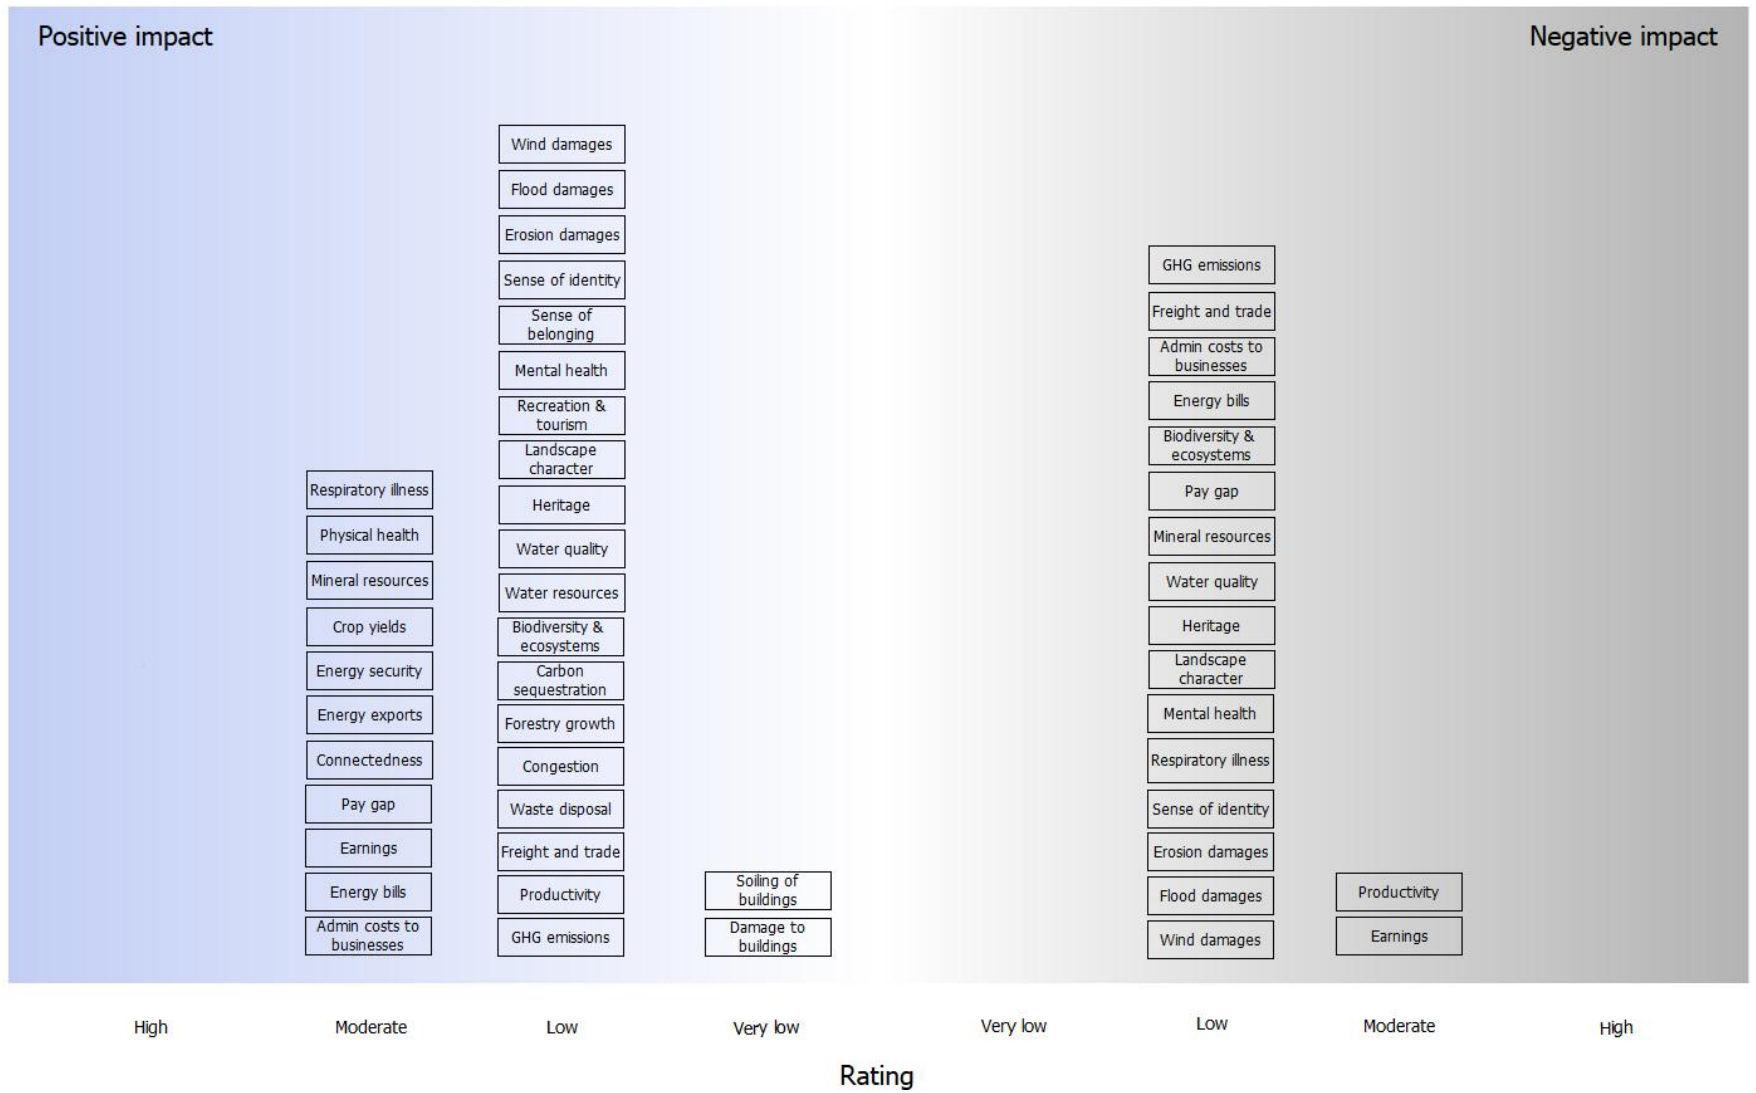 Positive impact
Negative impact
Wind damages
Flood damages
Erosion damages
Sense of identity
Sense of
belonging
Mental health
Recreation &
tourism
Landscape
character
Heritage
Water quality
Water resources
Biodiversity &
ecosystems
Carbon
sequestration
Forestry growth
Congestion
Waste disposal
Freight and trade
Productivity
GHG emissions
Respiratory illness
Physical health
Mineral resources
Crop yields
Energy security
Energy exports
Connectedness
Pay gap
Earnings
Energy bills
Admin costs to
businesses
Soiling of
buildings
Damage to
buildings
GHG emissions
Freight and trade
Admin costs to
businesses
Energy bills
Biodiversity &
ecosystems
Pay gap
Mineral resources
Water quality
Heritage
Landscape
character
Mental health
Respiratory illness
Sense of identity
Erosion damages
Flood damages
Wind damages
Productivity
Earnings
High
Moderate
Low
Very low
Very low
Low
Moderate
High
Rating